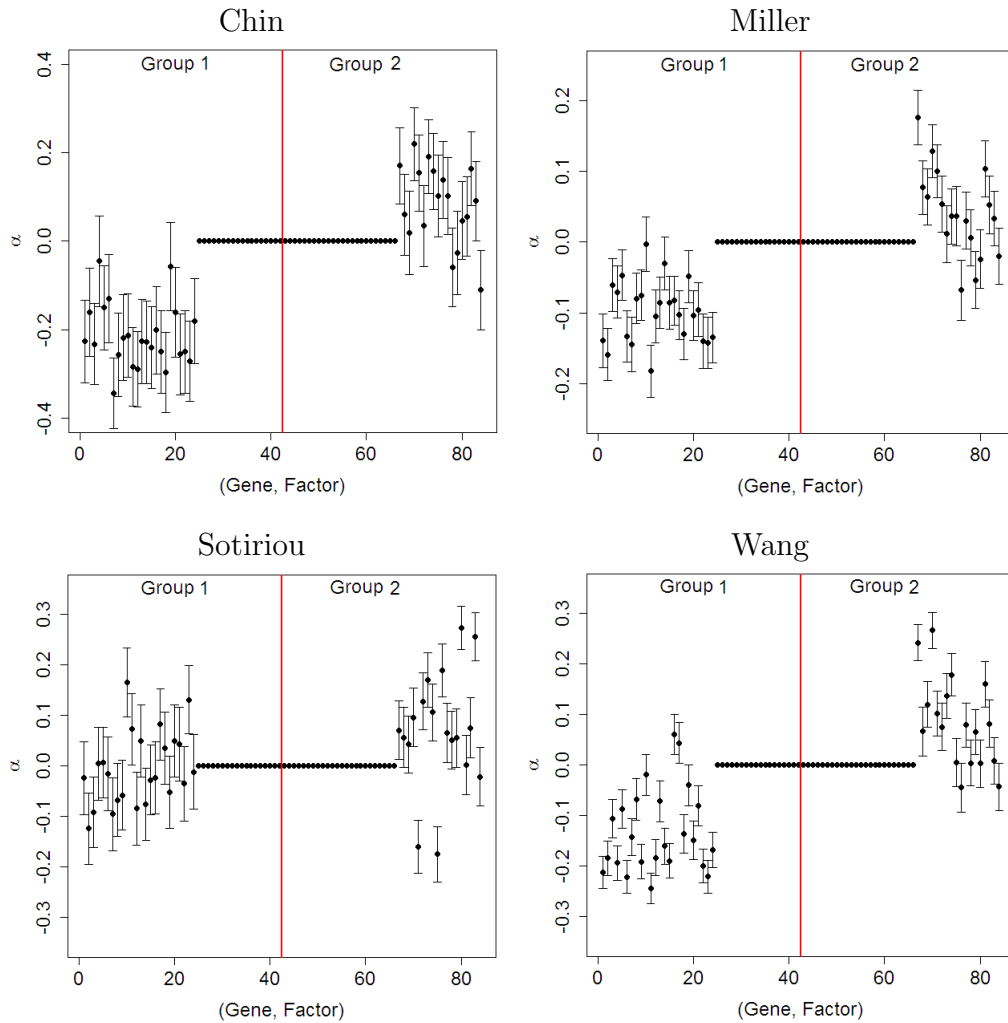 Chin
Miller
Group 1
Group 2
0.4
0.2
0.0
-0.2
-0.4
α
0 20 40 60 80
(Gene, Factor)
Group 1
Group 2
0.2
0.1
0.0
-0.1
-0.2
α
0 20 40 60 80
(Gene, Factor)
Sotiriou
Wang
Group 1
Group 2
0.3
0.2
0.1
0.0
-0.1
-0.2
-0.3
α
0 20 40 60 80
(Gene, Factor)
Group 1
Group 2
0.3
0.2
0.1
0.0
-0.1
-0.2
-0.3
α
0 20 40 60 80
(Gene, Factor)